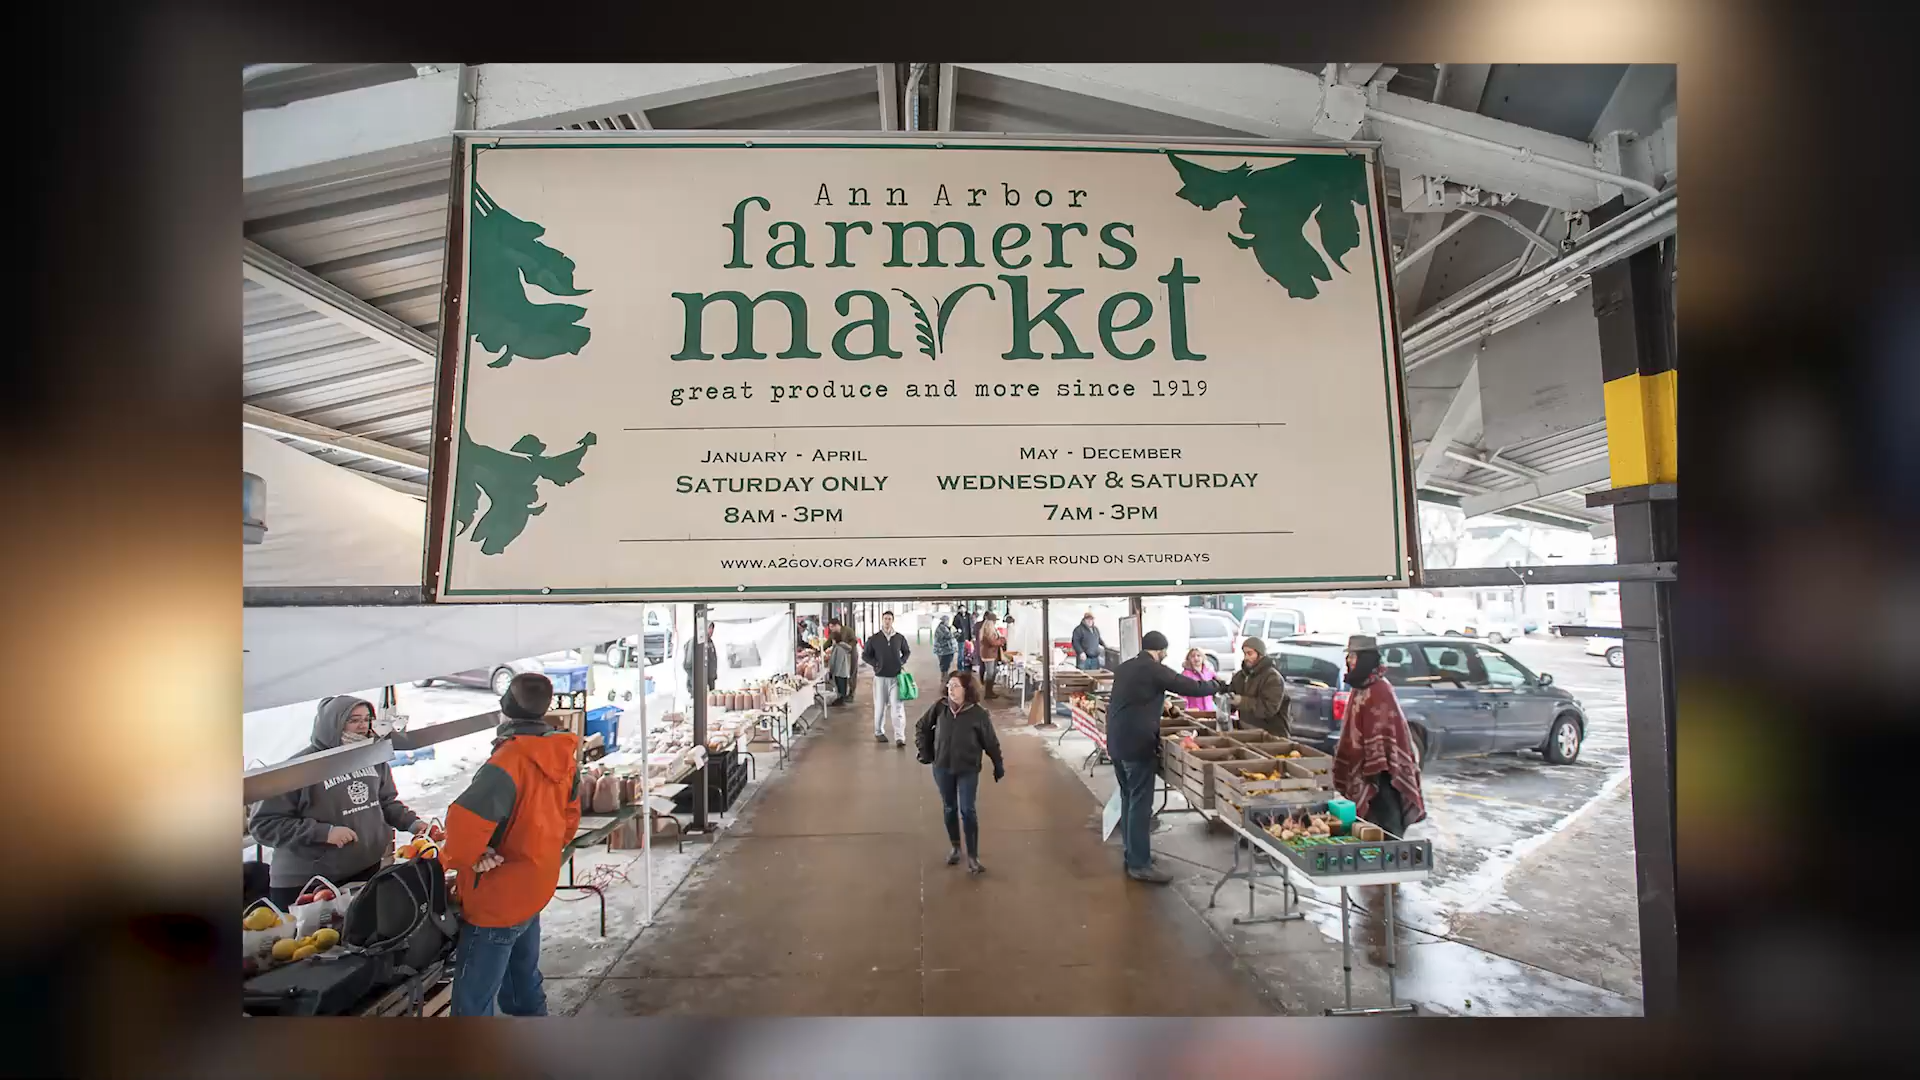 Ann Arbor
farmers
market
great produce and more since 1919
January - April
Saturday only
8am - 3pm
May - December
Wednesday & Saturday
7am - 3pm
www.a2gov.org/market • open year round on Saturdays